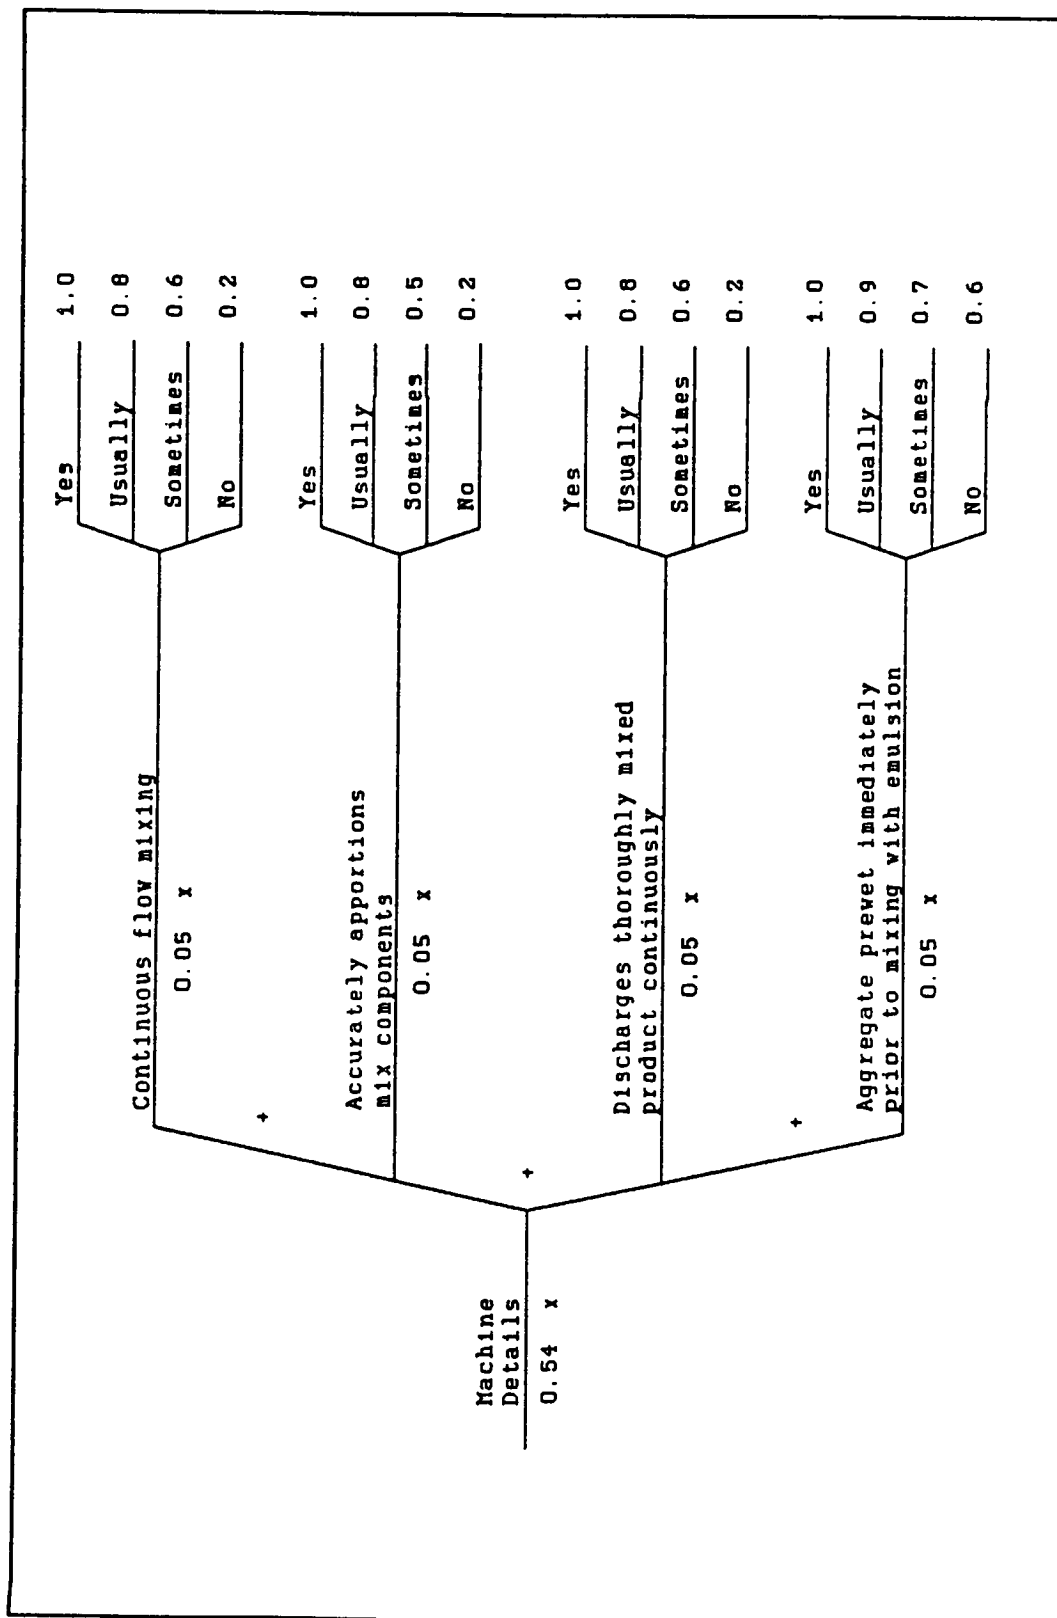 Machine
Details
0.54 x
+
+
+
Continuous flow mixing
0.05 x
Yes 1.0
Usually 0.8
Sometimes 0.6
No 0.2
Accurately apportions
mix components
0.05 x
Yes 1.0
Usually 0.8
Sometimes 0.5
No 0.2
Discharges thoroughly mixed
product continuously
0.05 x
Yes 1.0
Usually 0.8
Sometimes 0.6
No 0.2
Aggregate prewet immediately
prior to mixing with emulsion
0.05 x
Yes 1.0
Usually 0.9
Sometimes 0.7
No 0.6